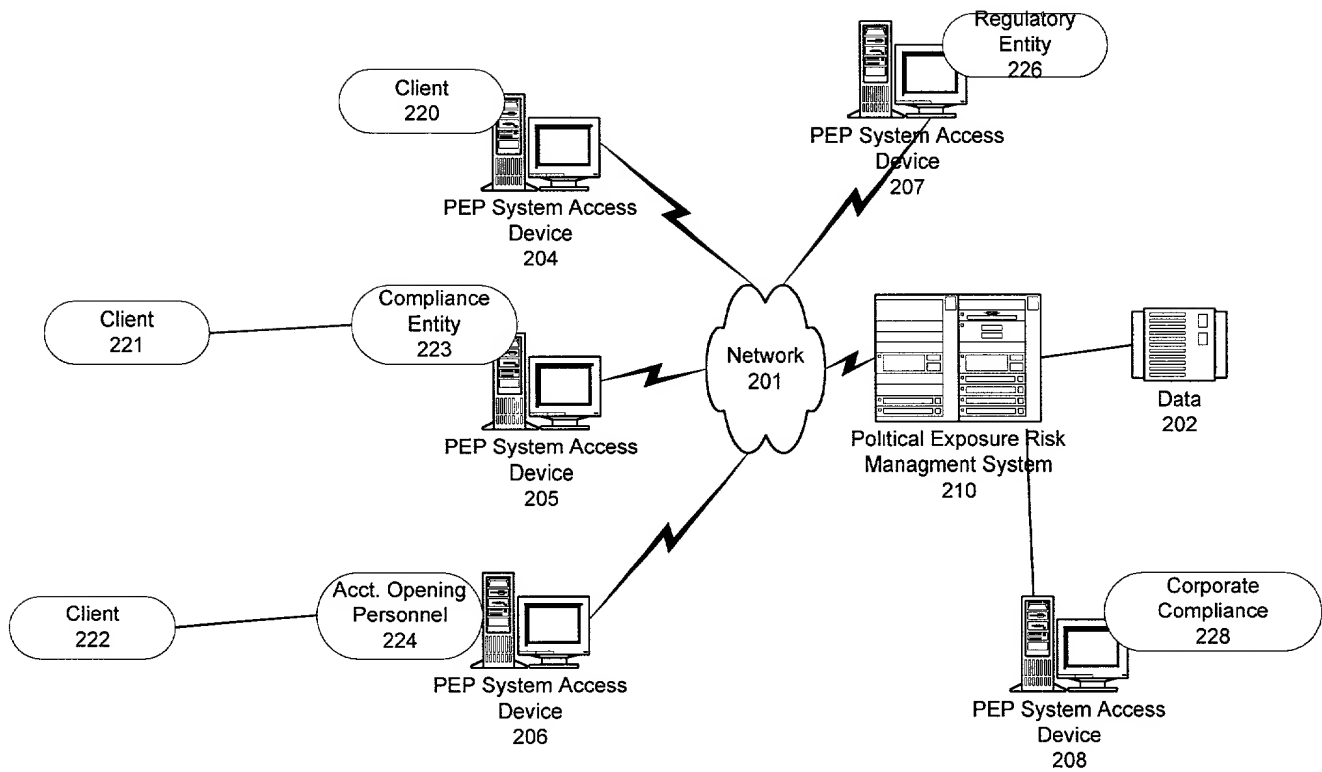 Regulatory
Entity
226
Client
220
PEP System Access
Device
207
PEP System Access
Device
204
Compliance
Entity
223
Client
221
Network
201
Data
202
PEP System Access
Device
205
Political Exposure Risk
Managment System
210
Acct. Opening
Personnel
224
Client
222
Corporate
Compliance
228
PEP System Access
Device
206
PEP System Access
Device
208